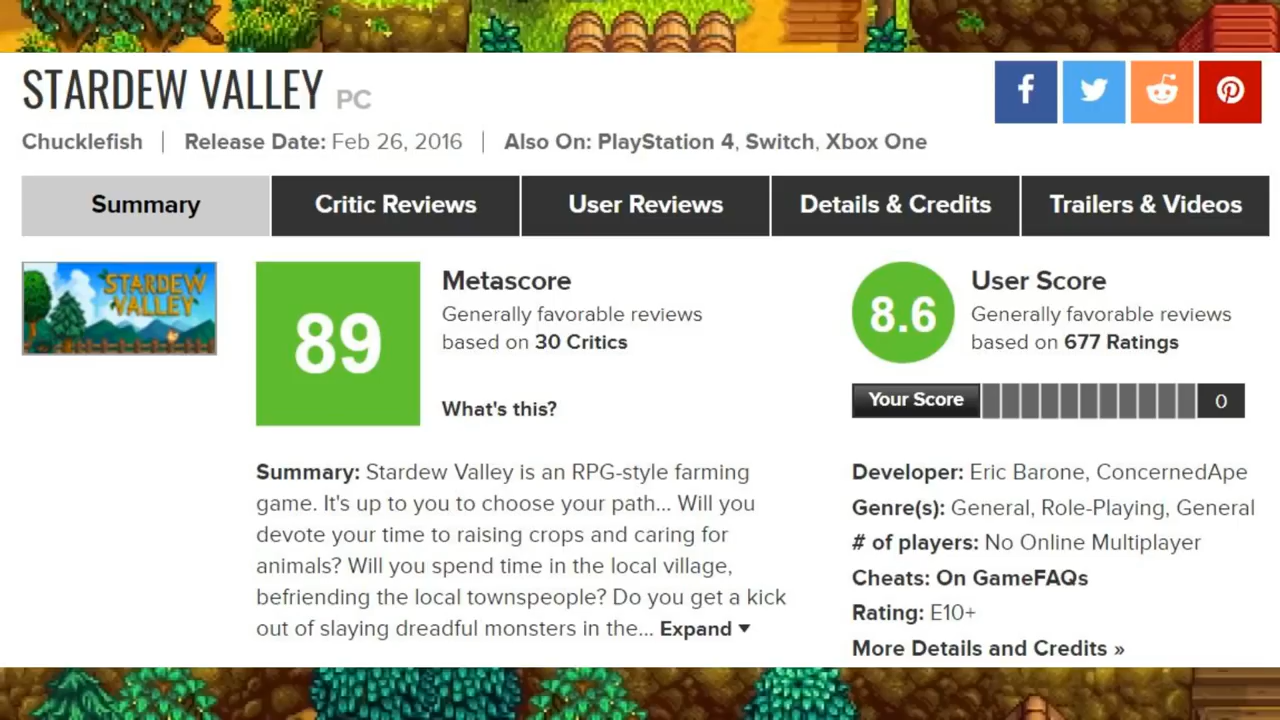 STARDEW VALLEY PC
Chucklefish | Release Date: Feb 26, 2016 | Also On: PlayStation 4, Switch, Xbox One
Summary Critic Reviews User Reviews Details & Credits Trailers & Videos
STARDEW
VALLEY
89
Metascore
Generally favorable reviews
based on 30 Critics
What's this?
Summary: Stardew Valley is an RPG-style farming
game. It's up to you to choose your path... Will you
devote your time to raising crops and caring for
animals? Will you spend time in the local village,
befriending the local townspeople? Do you get a kick
out of slaying dreadful monsters in the... Expand
8.6
User Score
Generally favorable reviews
based on 677 Ratings
Your Score 0
Developer: Eric Barone, ConcernedApe
Genre(s): General, Role-Playing, General
# of players: No Online Multiplayer
Cheats: On GameFAQs
Rating: E10+
More Details and Credits »